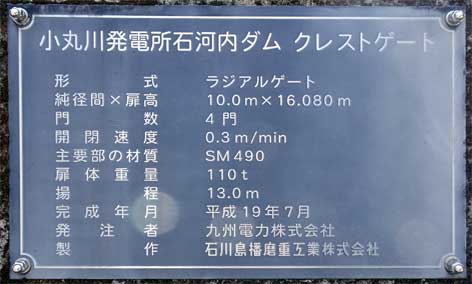 小丸川発電所石河内ダム クレストゲート
形式 ラジアルゲート
純径間×扉高 10.0m×16.080m
門数 4門
開閉速度 0.3m/min
主要部の材質 SM490
扉体重量 110t
揚程 13.0m
完成年月 平成19年7月
発注者 九州電力株式会社
製作 石川島播磨重工業株式会社